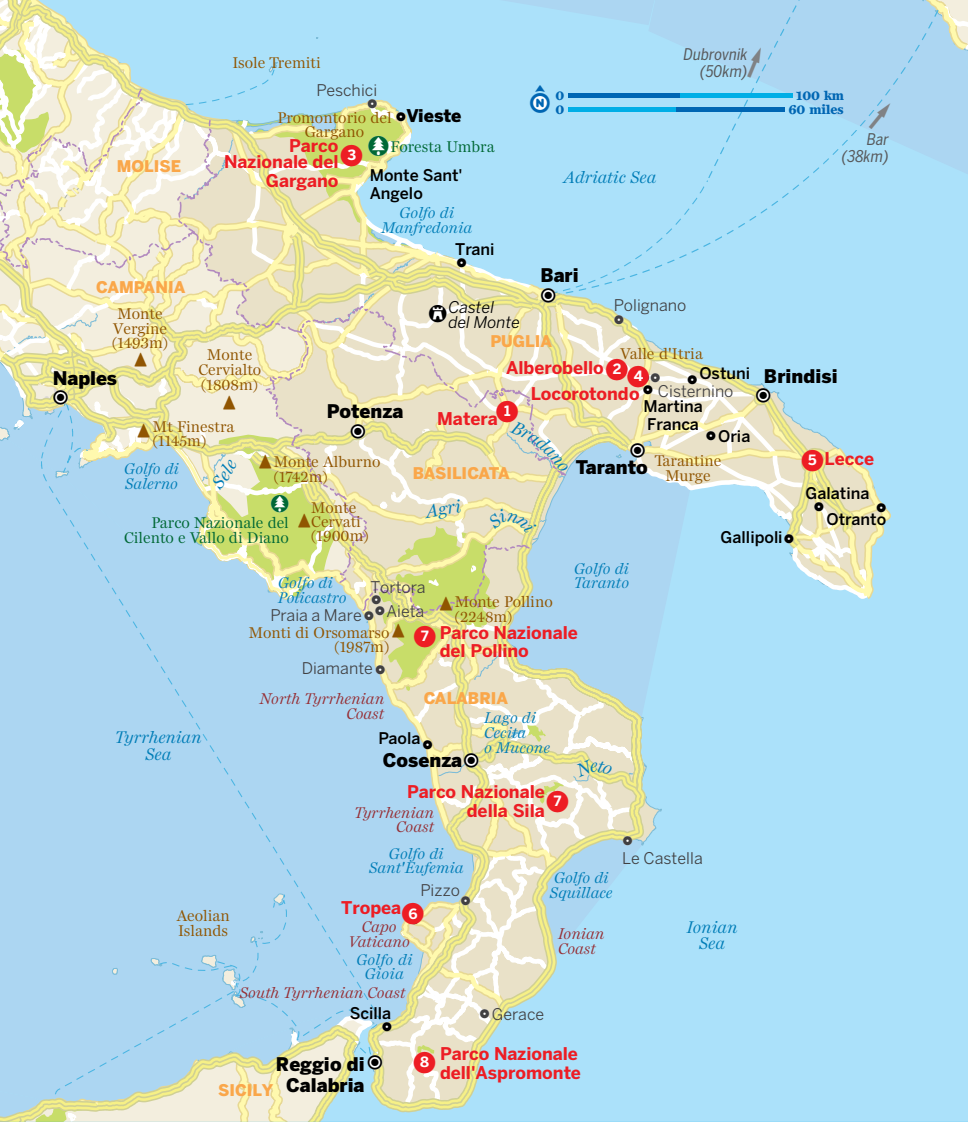 Isole Tremiti
Dubrovnik
(50km)
Peschici
0
100 km
N
0
60 miles
Promontorio del
Gargano
Vieste
Bar
(38km)
Parco
Nazionale del
Gargano
3
Foresta Umbra
MOLISE
Monte Sant'
Angelo
Adriatic Sea
Golfo di
Manfredonia
Trani
Bari
CAMPANIA
Castel
del Monte
Polignano
Monte
Vergine
(1493m)
PUGLIA
Monte
Cervialto
(1808m)
Valle d'Itria
Alberobello
2
4
Naples
Ostuni
Brindisi
Locorotondo
Cisternino
Martina
Franca
Potenza
Matera
1
Mt Finestra
(1145m)
Bradano
Oria
Taranto
Tarantine
Murge
5
Lecce
Golfo di
Salerno
Sele
Monte Alburno
(1742m)
BASILICATA
Galatina
Otranto
Agri
Sinni
Monte
Cervati
(1900m)
Parco Nazionale del
Cilento e Vallo di Diano
Gallipoli
Golfo di
Taranto
Golfo di
Policastro
Tortora
Aieta
Praia a Mare
Monte Pollino
(2248m)
Monti di Orsomarso
(1987m)
7
Parco Nazionale
del Pollino
Diamante
North Tyrrhenian
Coast
CALABRIA
Lago di
Cecita
o Mucone
Tyrrhenian
Sea
Paola
Cosenza
Neto
Parco Nazionale
della Sila
7
Tyrrhenian
Coast
Golfo di
Sant'Eufemia
Le Castella
Golfo di
Squillace
Pizzo
Tropea
6
Aeolian
Islands
Capo
Vaticano
Ionian
Coast
Ionian
Sea
Golfo di
Gioia
South Tyrrhenian Coast
Scilla
Gerace
Reggio di
Calabria
8
Parco Nazionale
dell'Aspromonte
SICILY